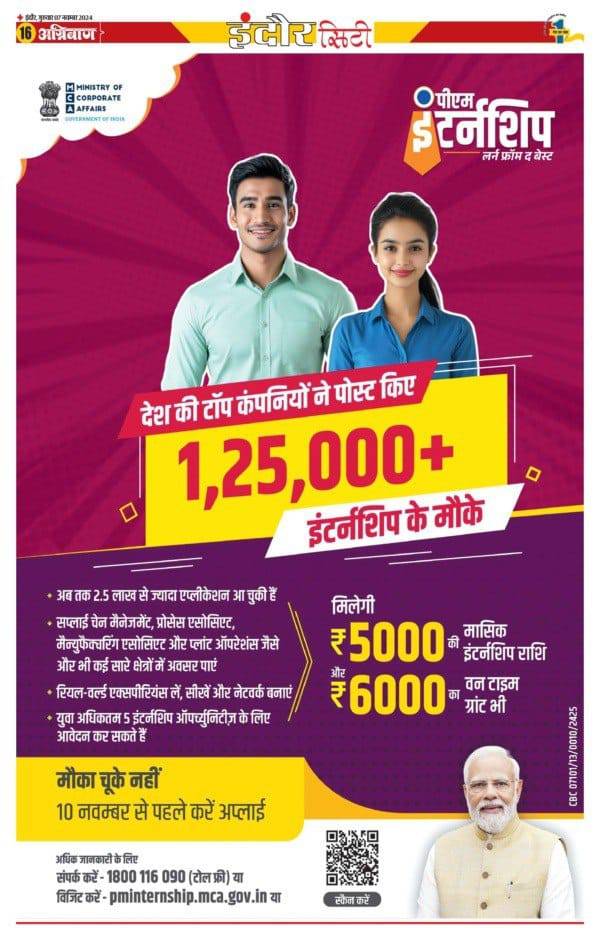 इंदौर, गुरुवार 07 नवम्बर 2024
16 अग्निबाण
इंदौर सिटी
MINISTRY OF
CORPORATE
AFFAIRS
GOVERNMENT OF INDIA
पीएम
इंटर्नशिप
लर्न फ्रॉम द बेस्ट
देश की टॉप कंपनियों ने पोस्ट किए
1,25,000+
इंटर्नशिप के मौके
अब तक 2.5 लाख से ज्यादा एप्लीकेशन आ चुकी हैं
सप्लाई चेन मैनेजमेंट, प्रोसेस एसोसिएट,
मैन्युफैक्चरिंग एसोसिएट और प्लांट ऑपरेशंस जैसे
और भी कई सारे क्षेत्रों में अवसर पाएं
रियल-वर्ल्ड एक्सपीरियंस लें, सीखें और नेटवर्क बनाएं
युवा अधिकतम 5 इंटर्नशिप ऑपर्च्युनिटीज़ के लिए
आवेदन कर सकते हैं
मिलेगी
₹5000 की मासिक
इंटर्नशिप राशि
और
₹6000 का वन टाइम
ग्रांट भी
CBC 07101/13/0010/2425
मौका चूके नहीं
10 नवम्बर से पहले करें अप्लाई
अधिक जानकारी के लिए
संपर्क करें - 1800 116 090 (टोल फ्री) या
विजिट करें - pminternship.mca.gov.in या
स्कैन करें